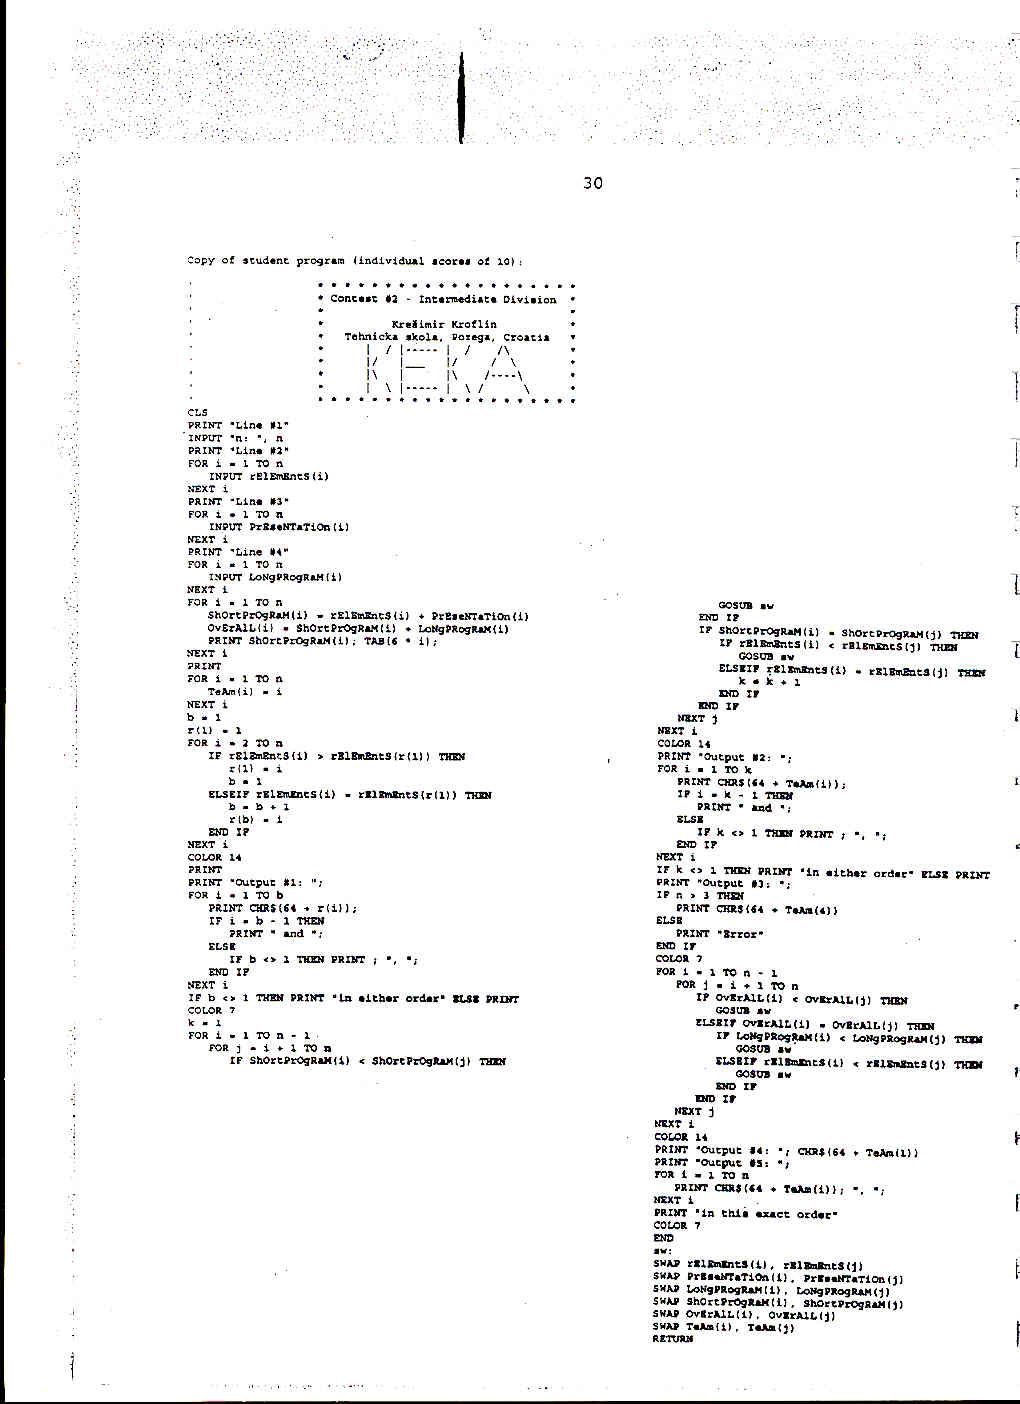 30
Copy of student program (individual scores of 10):
' * * * * * * * * * * * * * * * * * * * *
' * Contest #2 - Intermediate Division *
' * *
' * Krešimir Kroflin *
' * Tehnicka skola, Pozega, Croatia *
' * | / |----- | / /\ *
' * |/ |__ |/ / \ *
' * |\ | |\ /----\ *
' * | \ |----- | \ / \ *
' * * * * * * * * * * * * * * * * * * * *
CLS
PRINT "Line #1"
INPUT "n: ", n
PRINT "Line #2"
FOR i = 1 TO n
INPUT rElEmEntS(i)
NEXT i
PRINT "Line #3"
FOR i = 1 TO n
INPUT PrEseNTaTiOn(i)
NEXT i
PRINT "Line #4"
FOR i = 1 TO n
INPUT LoNgPRogRaM(i)
NEXT i
FOR i = 1 TO n
ShOrtPrOgRaM(i) = rElEmEntS(i) + PrEseNTaTiOn(i)
OvErAlL(i) = ShOrtPrOgRaM(i) + LoNgPRogRaM(i)
PRINT ShOrtPrOgRaM(i); TAB(6 * i);
NEXT i
PRINT
FOR i = 1 TO n
TeAm(i) = i
NEXT i
b = 1
r(1) = 1
FOR i = 2 TO n
IF rElEmEntS(i) > rElEmEntS(r(1)) THEN
r(1) = i
b = 1
ELSEIF rElEmEntS(i) = rElEmEntS(r(1)) THEN
b = b + 1
r(b) = i
END IF
NEXT i
COLOR 14
PRINT
PRINT "Output #1: ";
FOR i = 1 TO b
PRINT CHR$(64 + r(i));
IF i = b - 1 THEN
PRINT " and ";
ELSE
IF b <> 1 THEN PRINT ; ", ";
END IF
NEXT i
IF b <> 1 THEN PRINT "in either order" ELSE PRINT
COLOR 7
k = 1
FOR i = 1 TO n - 1
FOR j = i + 1 TO n
IF ShOrtPrOgRaM(i) < ShOrtPrOgRaM(j) THEN
GOSUB sw
END IF
IF ShOrtPrOgRaM(i) = ShOrtPrOgRaM(j) THEN
IF rElEmEntS(i) < rElEmEntS(j) THEN
GOSUB sw
ELSEIF rElEmEntS(i) = rElEmEntS(j) THEN
k = k + 1
END IF
END IF
NEXT j
NEXT i
COLOR 14
PRINT "Output #2: ";
FOR i = 1 TO k
PRINT CHR$(64 + TeAm(i));
IF i = k - 1 THEN
PRINT " and ";
ELSE
IF k <> 1 THEN PRINT ; ", ";
END IF
NEXT i
IF k <> 1 THEN PRINT "in either order" ELSE PRINT
PRINT "Output #3: ";
IF n > 3 THEN
PRINT CHR$(64 + TeAm(4))
ELSE
PRINT "Error"
END IF
COLOR 7
FOR i = 1 TO n - 1
FOR j = i + 1 TO n
IF OvErAlL(i) < OvErAlL(j) THEN
GOSUB sw
ELSEIF OvErAlL(i) = OvErAlL(j) THEN
IF LoNgPRogRaM(i) < LoNgPRogRaM(j) THEN
GOSUB sw
ELSEIF rElEmEntS(i) < rElEmEntS(j) THEN
GOSUB sw
END IF
END IF
NEXT j
NEXT i
COLOR 14
PRINT "Output #4: "; CHR$(64 + TeAm(1))
PRINT "Output #5: ";
FOR i = 1 TO n
PRINT CHR$(64 + TeAm(i)); ", ";
NEXT i
PRINT "in this exact order"
COLOR 7
END
sw:
SWAP rElEmEntS(i), rElEmEntS(j)
SWAP PrEseNTaTiOn(i), PrEseNTaTiOn(j)
SWAP LoNgPRogRaM(i), LoNgPRogRaM(j)
SWAP ShOrtPrOgRaM(i), ShOrtPrOgRaM(j)
SWAP OvErAlL(i), OvErAlL(j)
SWAP TeAm(i), TeAm(j)
RETURN